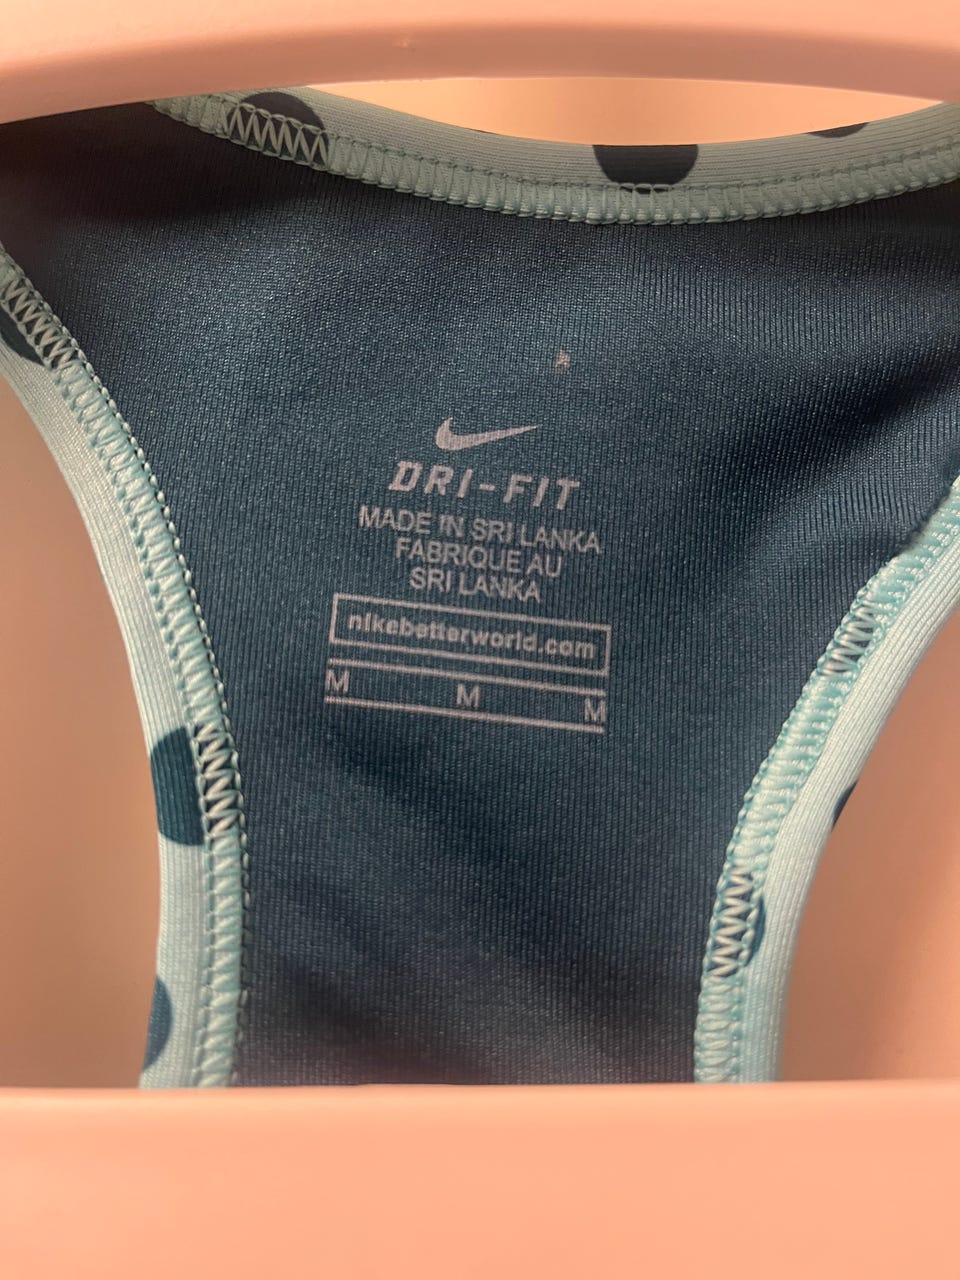 DRI-FIT
MADE IN SRI LANKA
FABRIQUE AU
SRI LANKA
nikebetterworld.com
M M M